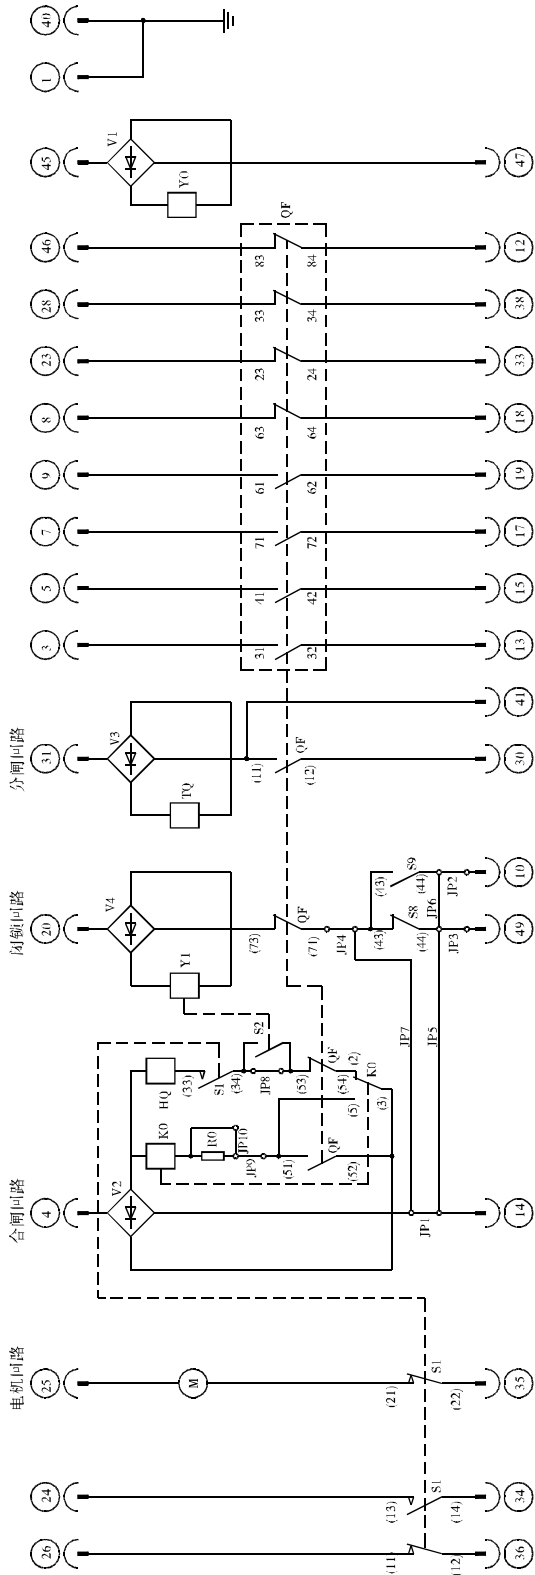 40
1
45
V1
Y0
47
QF
46
83
84
12
28
33
34
38
23
23
24
33
8
63
64
18
9
61
62
19
7
71
72
17
5
41
42
15
3
31
32
13
41
分闸回路
31
V3
TQ
(11)
QF
(12)
30
闭锁回路
20
V4
Y1
(73)
QF
(74)
JP4
(43)
S9
(44)
JP2
10
JP6
(43)
S8
(44)
JP3
49
JP7
JP5
S2
HQ
(33)
S1
(34)
JP8
(53)
QF
(54)
(2)
K0
(3)
(5)
K0
R0
JP10
JP9
(51)
QF
(52)
合闸回路
4
V2
JP1
14
电机回路
25
M
(21)
S1
(22)
35
24
(13)
S1
(14)
34
26
(11)
(12)
36